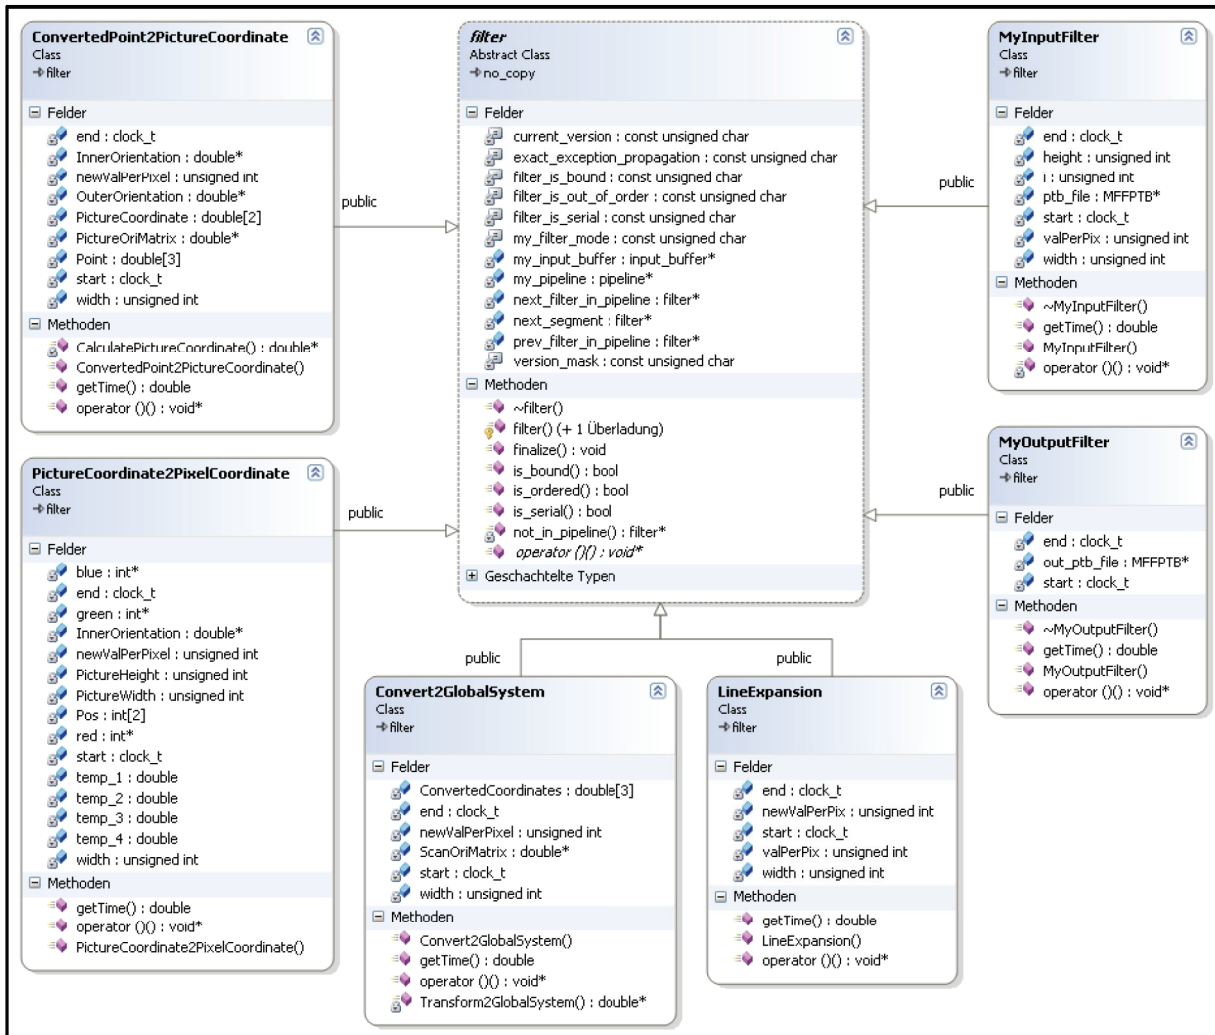 ConvertedPoint2PictureCoordinate
Class
filter
Felder
end : clock_t
InnerOrientation : double*
newValPerPixel : unsigned int
OuterOrientation : double*
PictureCoordinate : double[2]
PictureOriMatrix : double*
Point : double[3]
start : clock_t
width : unsigned int
Methoden
CalculatePictureCoordinate() : double*
ConvertedPoint2PictureCoordinate()
getTime() : double
operator ()() : void*
public
filter
Abstract Class
no_copy
Felder
current_version : const unsigned char
exact_exception_propagation : const unsigned char
filter_is_bound : const unsigned char
filter_is_out_of_order : const unsigned char
filter_is_serial : const unsigned char
my_filter_mode : const unsigned char
my_input_buffer : input_buffer*
my_pipeline : pipeline*
next_filter_in_pipeline : filter*
next_segment : filter*
prev_filter_in_pipeline : filter*
version_mask : const unsigned char
Methoden
~filter()
filter() (+ 1 Überladung)
finalize() : void
is_bound() : bool
is_ordered() : bool
is_serial() : bool
not_in_pipeline() : filter*
operator ()() : void*
Geschachtelte Typen
public
MyInputFilter
Class
filter
Felder
end : clock_t
height : unsigned int
i : unsigned int
ptb_file : MFFPTB*
start : clock_t
valPerPix : unsigned int
width : unsigned int
Methoden
~MyInputFilter()
getTime() : double
MyInputFilter()
operator ()() : void*
PictureCoordinate2PixelCoordinate
Class
filter
Felder
blue : int*
end : clock_t
green : int*
InnerOrientation : double*
newValPerPixel : unsigned int
PictureHeight : unsigned int
PictureWidth : unsigned int
Pos : int[2]
red : int*
start : clock_t
temp_1 : double
temp_2 : double
temp_3 : double
temp_4 : double
width : unsigned int
Methoden
getTime() : double
operator ()() : void*
PictureCoordinate2PixelCoordinate()
public
public
MyOutputFilter
Class
filter
Felder
end : clock_t
out_ptb_file : MFFPTB*
start : clock_t
Methoden
~MyOutputFilter()
getTime() : double
MyOutputFilter()
operator ()() : void*
public
Convert2GlobalSystem
Class
filter
Felder
ConvertedCoordinates : double[3]
end : clock_t
newValPerPixel : unsigned int
ScanOriMatrix : double*
start : clock_t
width : unsigned int
Methoden
Convert2GlobalSystem()
getTime() : double
operator ()() : void*
Transform2GlobalSystem() : double*
public
LineExpansion
Class
filter
Felder
end : clock_t
newValPerPix : unsigned int
start : clock_t
valPerPix : unsigned int
width : unsigned int
Methoden
getTime() : double
LineExpansion()
operator ()() : void*